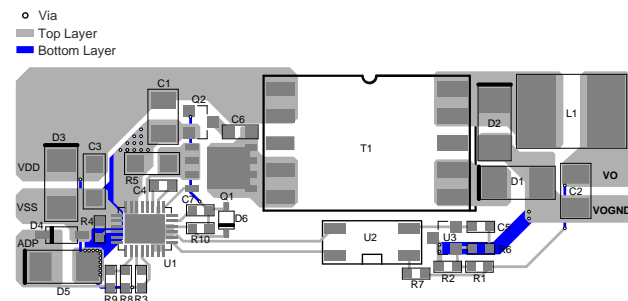 Via
Top Layer
Bottom Layer
C1
Q2
C6
D3
C3
VDD
R5
T1
D2
L1
VO
D1
C2
C4
VSS
C7
Q1
VOGND
D4
R4
D6
ADP
R10
U1
U2
U3
C5
R6
D5
R9
R8
R3
R7
R2
R1